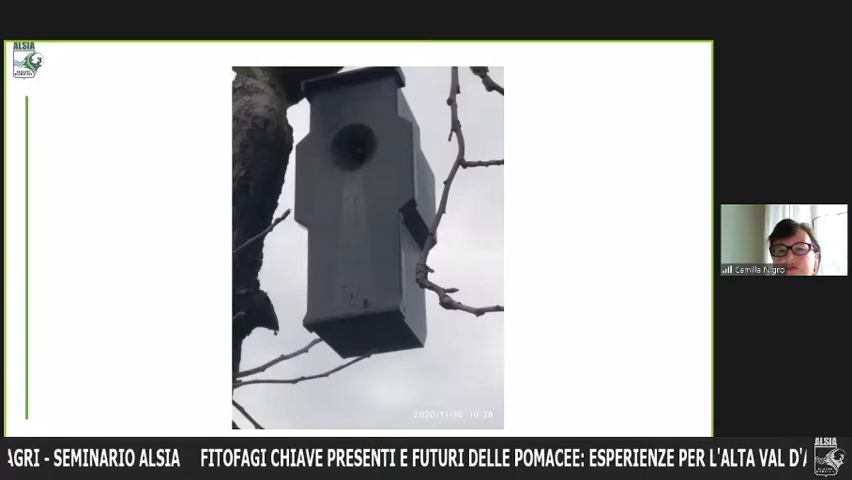 ALSIA
2020/11/16 10:28
Camilla Nigro
AGRI - SEMINARIO ALSIA FITOFAGI CHIAVE PRESENTI E FUTURI DELLE POMACEE: ESPERIENZE PER L'ALTA VAL D'A
ALSIA